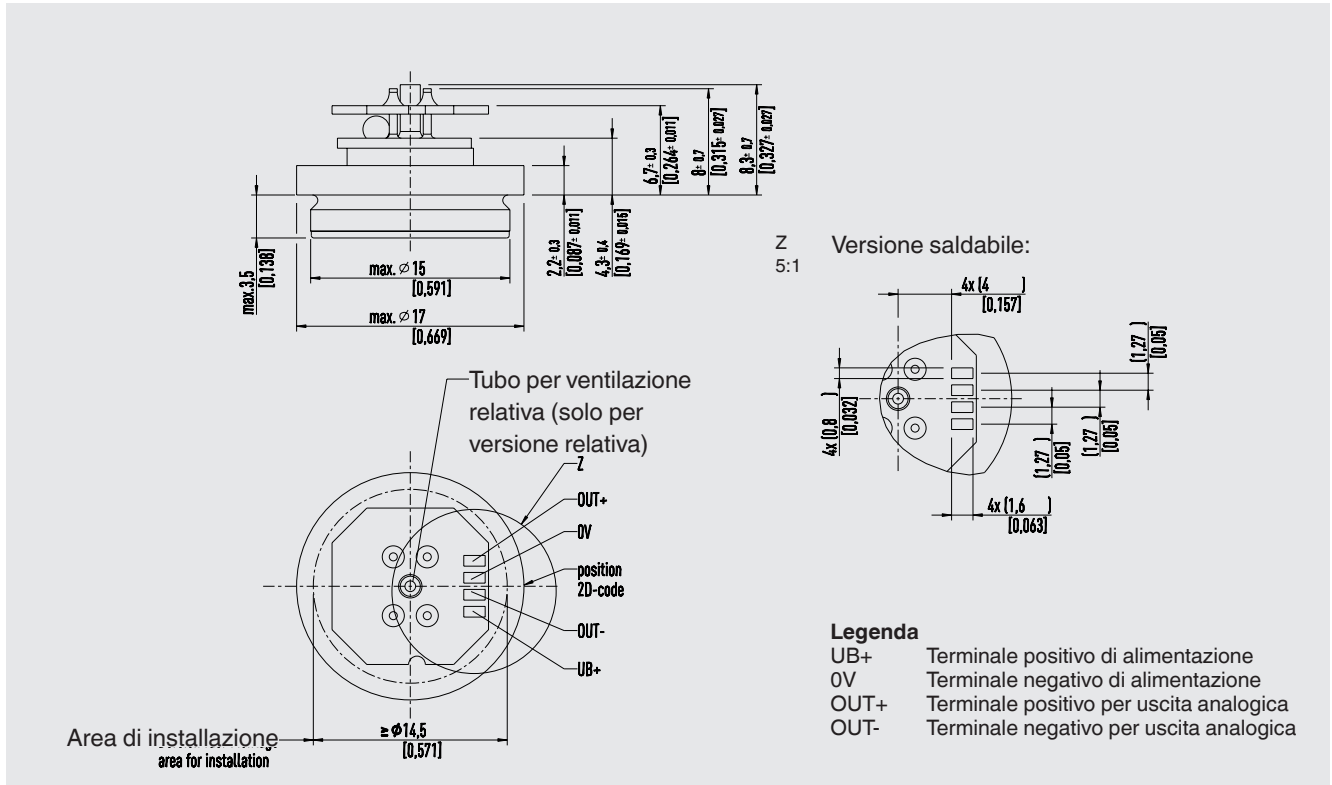 6,7± 0,3
[0,264± 0,011]
8± 0,7
[0,315± 0,027]
8,3± 0,7
[0,327± 0,027]
2,2± 0,3
[0,087± 0,011]
4,3± 0,4
[0,169± 0,015]
max.3,5
[0,138]
max. ∅ 15
[0,591]
max. ∅ 17
[0,669]
Z
5:1
Versione saldabile:
4x (4 )
[0,157]
(1,27 )
[0,05]
(1,27 )
[0,05]
(1,27 )
[0,05]
4x (0,8 )
[0,032]
4x (1,6 )
[0,063]
Tubo per ventilazione
relativa (solo per
versione relativa)
Z
OUT+
0V
position
2D-code
OUT-
UB+
Area di installazione
area for installation
≥ ϕ14,5
[0,571]
Legenda
UB+ Terminale positivo di alimentazione
0V Terminale negativo di alimentazione
OUT+ Terminale positivo per uscita analogica
OUT- Terminale negativo per uscita analogica